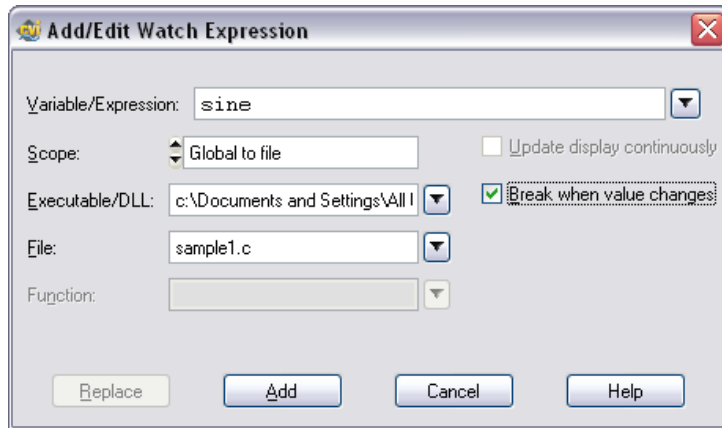 Add/Edit Watch Expression
Variable/Expression: sine
Scope: Global to file
Update display continuously
Executable/DLL: c:\Documents and Settings\All
Break when value changes
File: sample1.c
Function:
Replace Add Cancel Help